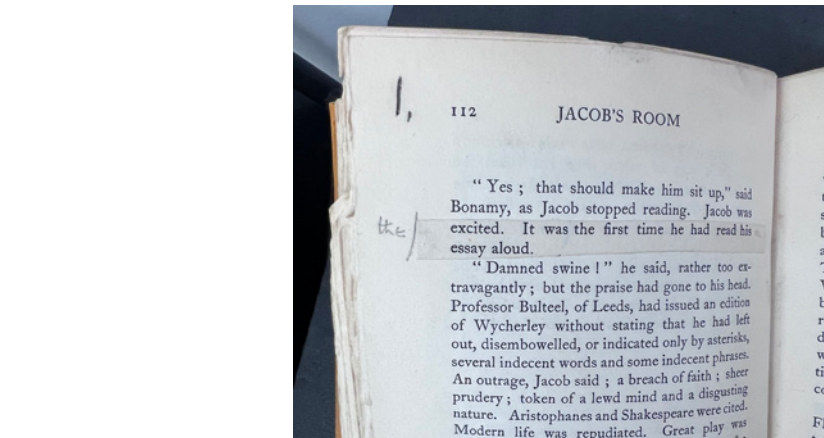 1,
112 JACOB'S ROOM
“ Yes ; that should make him sit up,” said
Bonamy, as Jacob stopped reading. Jacob was
the/ excited. It was the first time he had read his
essay aloud.
“ Damned swine ! ” he said, rather too ex-
travagantly ; but the praise had gone to his head.
Professor Bulteel, of Leeds, had issued an edition
of Wycherley without stating that he had left
out, disembowelled, or indicated only by asterisks,
several indecent words and some indecent phrases.
An outrage, Jacob said ; a breach of faith ; sheer
prudery ; token of a lewd mind and a disgusting
nature. Aristophanes and Shakespeare were cited.
Modern life was repudiated. Great play was